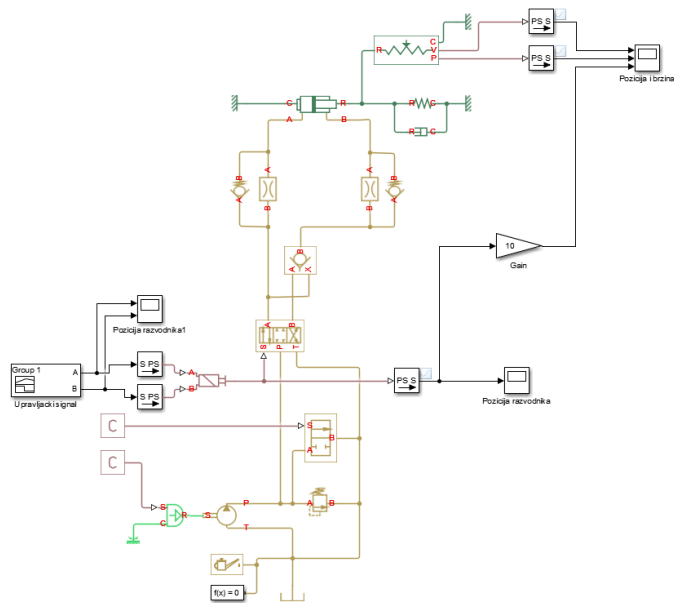 C
R V
P
PS S
PS S
Pozicija i brzina
C R R C
A B R C
B A A B
A B B A
B
A X
10
Gain
Pozicija razvodnika1
A B
S P T
Group 1
A
B
Upravljacki signal
S PS
S PS
A
B
PS S
Pozicija razvodnika
C
S
B
A
C
S R S P A B
C T
f(x) = 0